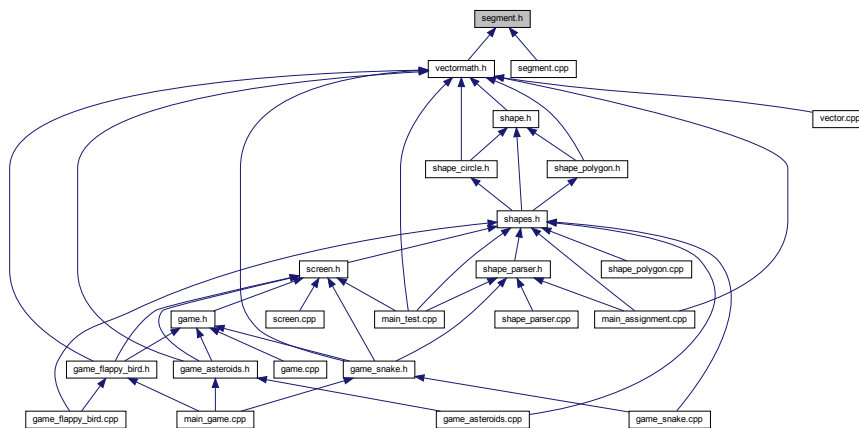 segment.h
vectormath.h
segment.cpp
shape.h
vector.cpp
shape_circle.h
shape_polygon.h
shapes.h
screen.h
shape_parser.h
shape_polygon.cpp
game.h
screen.cpp
main_test.cpp
shape_parser.cpp
main_assignment.cpp
game_flappy_bird.h
game_asteroids.h
game.cpp
game_snake.h
game_flappy_bird.cpp
main_game.cpp
game_asteroids.cpp
game_snake.cpp